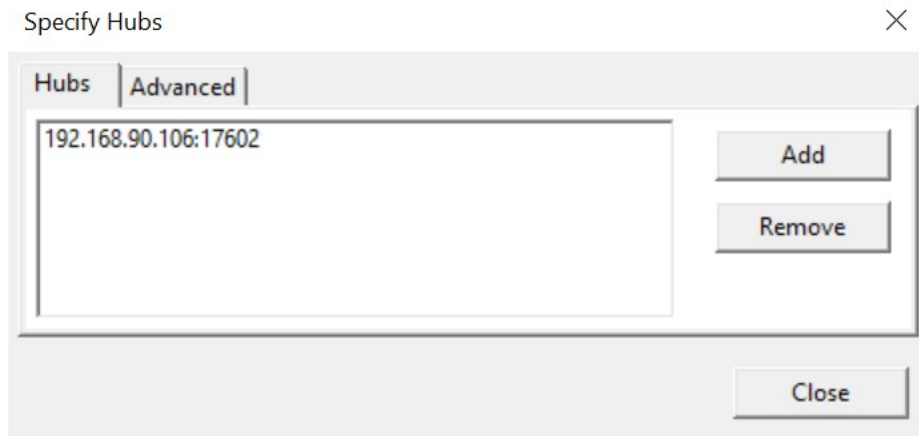 Specify Hubs
Hubs Advanced
192.168.90.106:17602
Add
Remove
Close